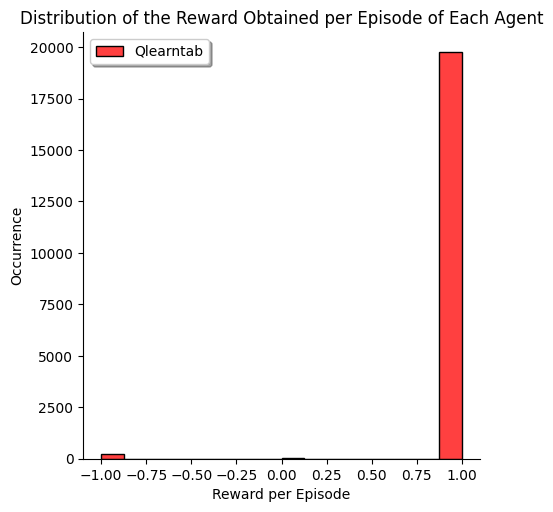 Distribution of the Reward Obtained per Episode of Each Agent
Qlearntab
20000
17500
15000
12500
10000
7500
5000
2500
0
Occurrence
−1.00 −0.75 −0.50 −0.25 0.00 0.25 0.50 0.75 1.00
Reward per Episode